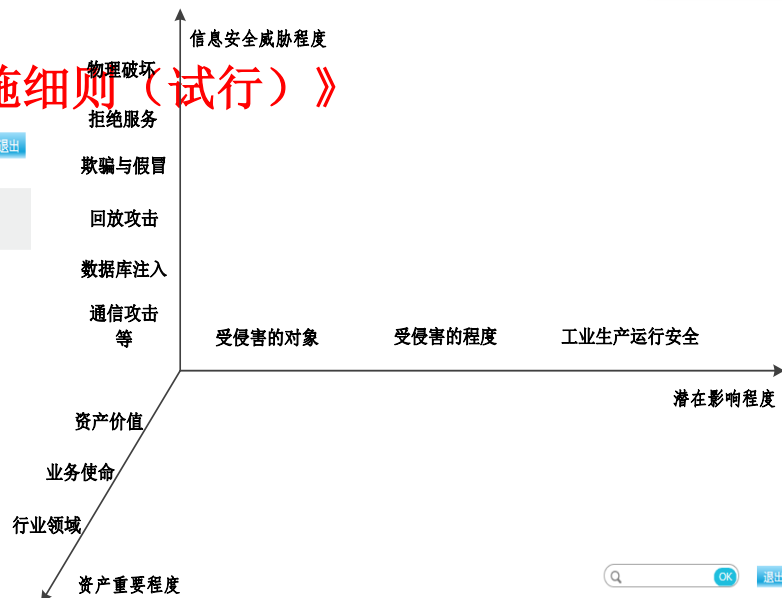 信息安全威胁程度
物理破坏
施细则（试行）》
拒绝服务
退出
欺骗与假冒
回放攻击
数据库注入
通信攻击
等
受侵害的对象
受侵害的程度
工业生产运行安全
潜在影响程度
资产价值
业务使命
行业领域
资产重要程度
OK
退出